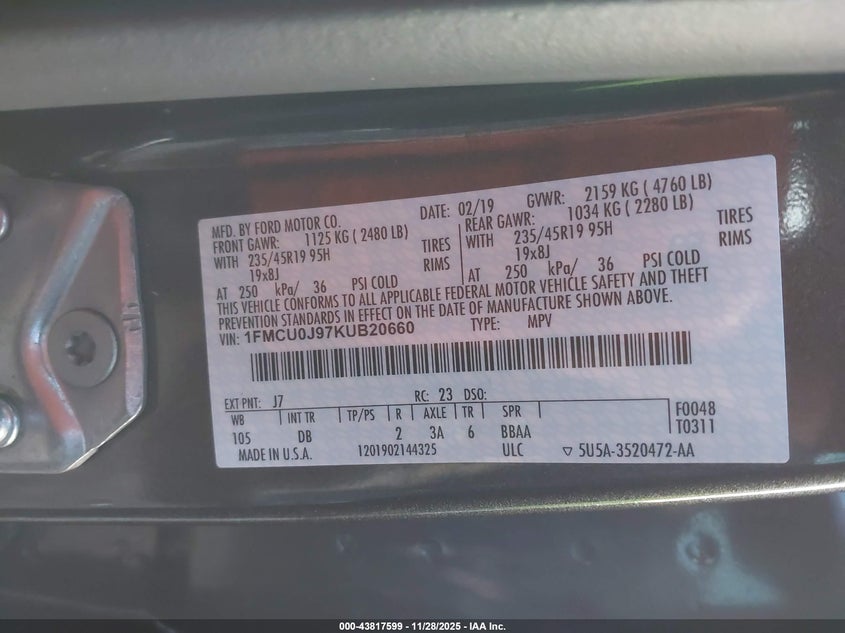 MFD. BY FORD MOTOR CO. DATE: 02/19 GVWR: 2159 KG ( 4760 LB)
FRONT GAWR: 1125 KG ( 2480 LB) REAR GAWR: 1034 KG ( 2280 LB)
WITH 235/45R19 95H TIRES WITH 235/45R19 95H TIRES
19x8J RIMS 19x8J RIMS
AT 250 kPa/ 36 PSI COLD AT 250 kPa/ 36 PSI COLD
THIS VEHICLE CONFORMS TO ALL APPLICABLE FEDERAL MOTOR VEHICLE SAFETY AND THEFT
PREVENTION STANDARDS IN EFFECT ON THE DATE OF MANUFACTURE SHOWN ABOVE.
VIN: 1FMCU0J97KUB20660 TYPE: MPV
EXT PNT: J7 RC: 23 DSO:
WB INT TR TP/PS R AXLE TR SPR F0048
105 DB 2 3A 6 BBAA T0311
MADE IN U.S.A. 1201902144325 ULC ▽ 5U5A-3520472-AA
000-43817599 - 11/28/2025 - IAA Inc.